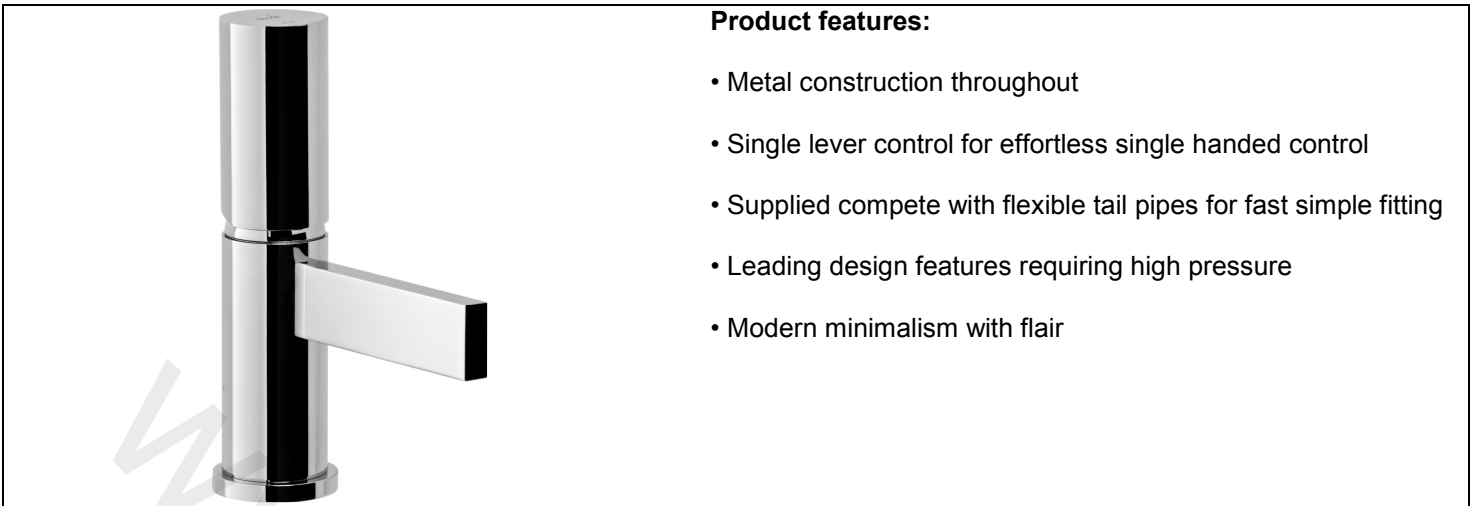 Product features:
• Metal construction throughout
• Single lever control for effortless single handed control
• Supplied compete with flexible tail pipes for fast simple fitting
• Leading design features requiring high pressure
• Modern minimalism with flair